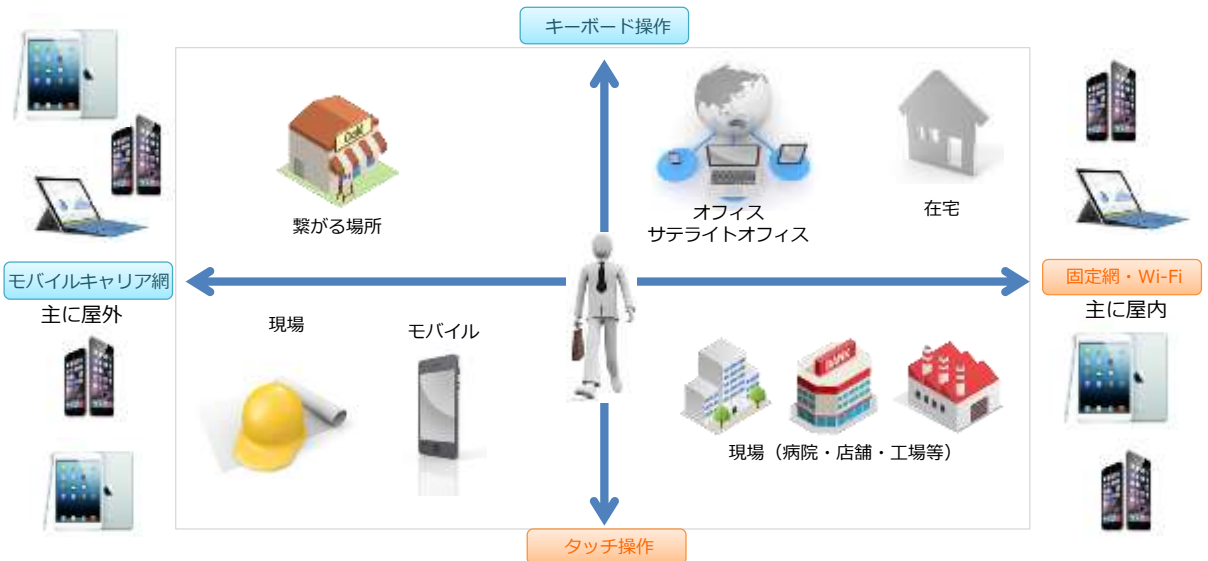 キーボード操作
Cafe
繋がる場所
オフィス
サテライトオフィス
在宅
モバイルキャリア網
主に屋外
固定網・Wi-Fi
主に屋内
現場
モバイル
BANK
現場（病院・店舗・工場等）
タッチ操作